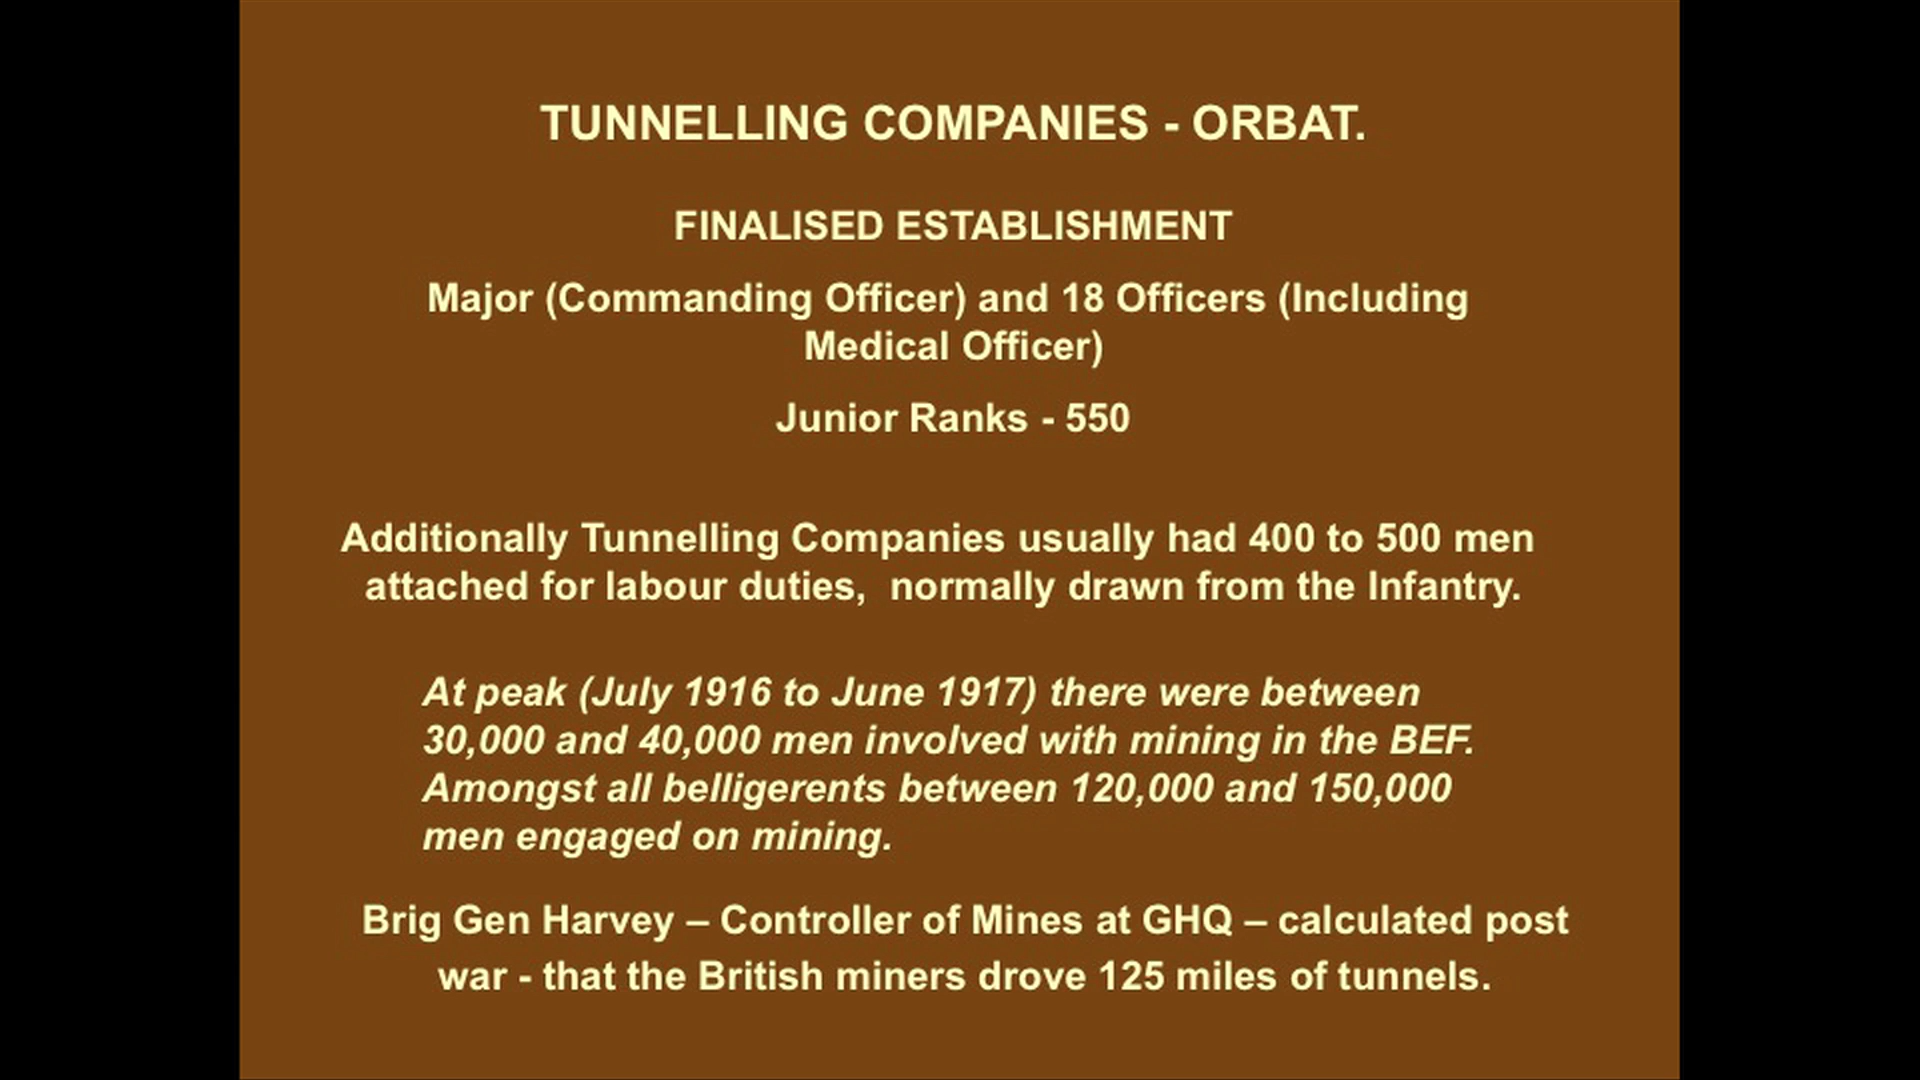 TUNNELLING COMPANIES - ORBAT.
FINALISED ESTABLISHMENT
Major (Commanding Officer) and 18 Officers (Including
Medical Officer)
Junior Ranks - 550
Additionally Tunnelling Companies usually had 400 to 500 men
attached for labour duties,  normally drawn from the Infantry.
At peak (July 1916 to June 1917) there were between
30,000 and 40,000 men involved with mining in the BEF.
Amongst all belligerents between 120,000 and 150,000
men engaged on mining.
Brig Gen Harvey – Controller of Mines at GHQ – calculated post
war - that the British miners drove 125 miles of tunnels.